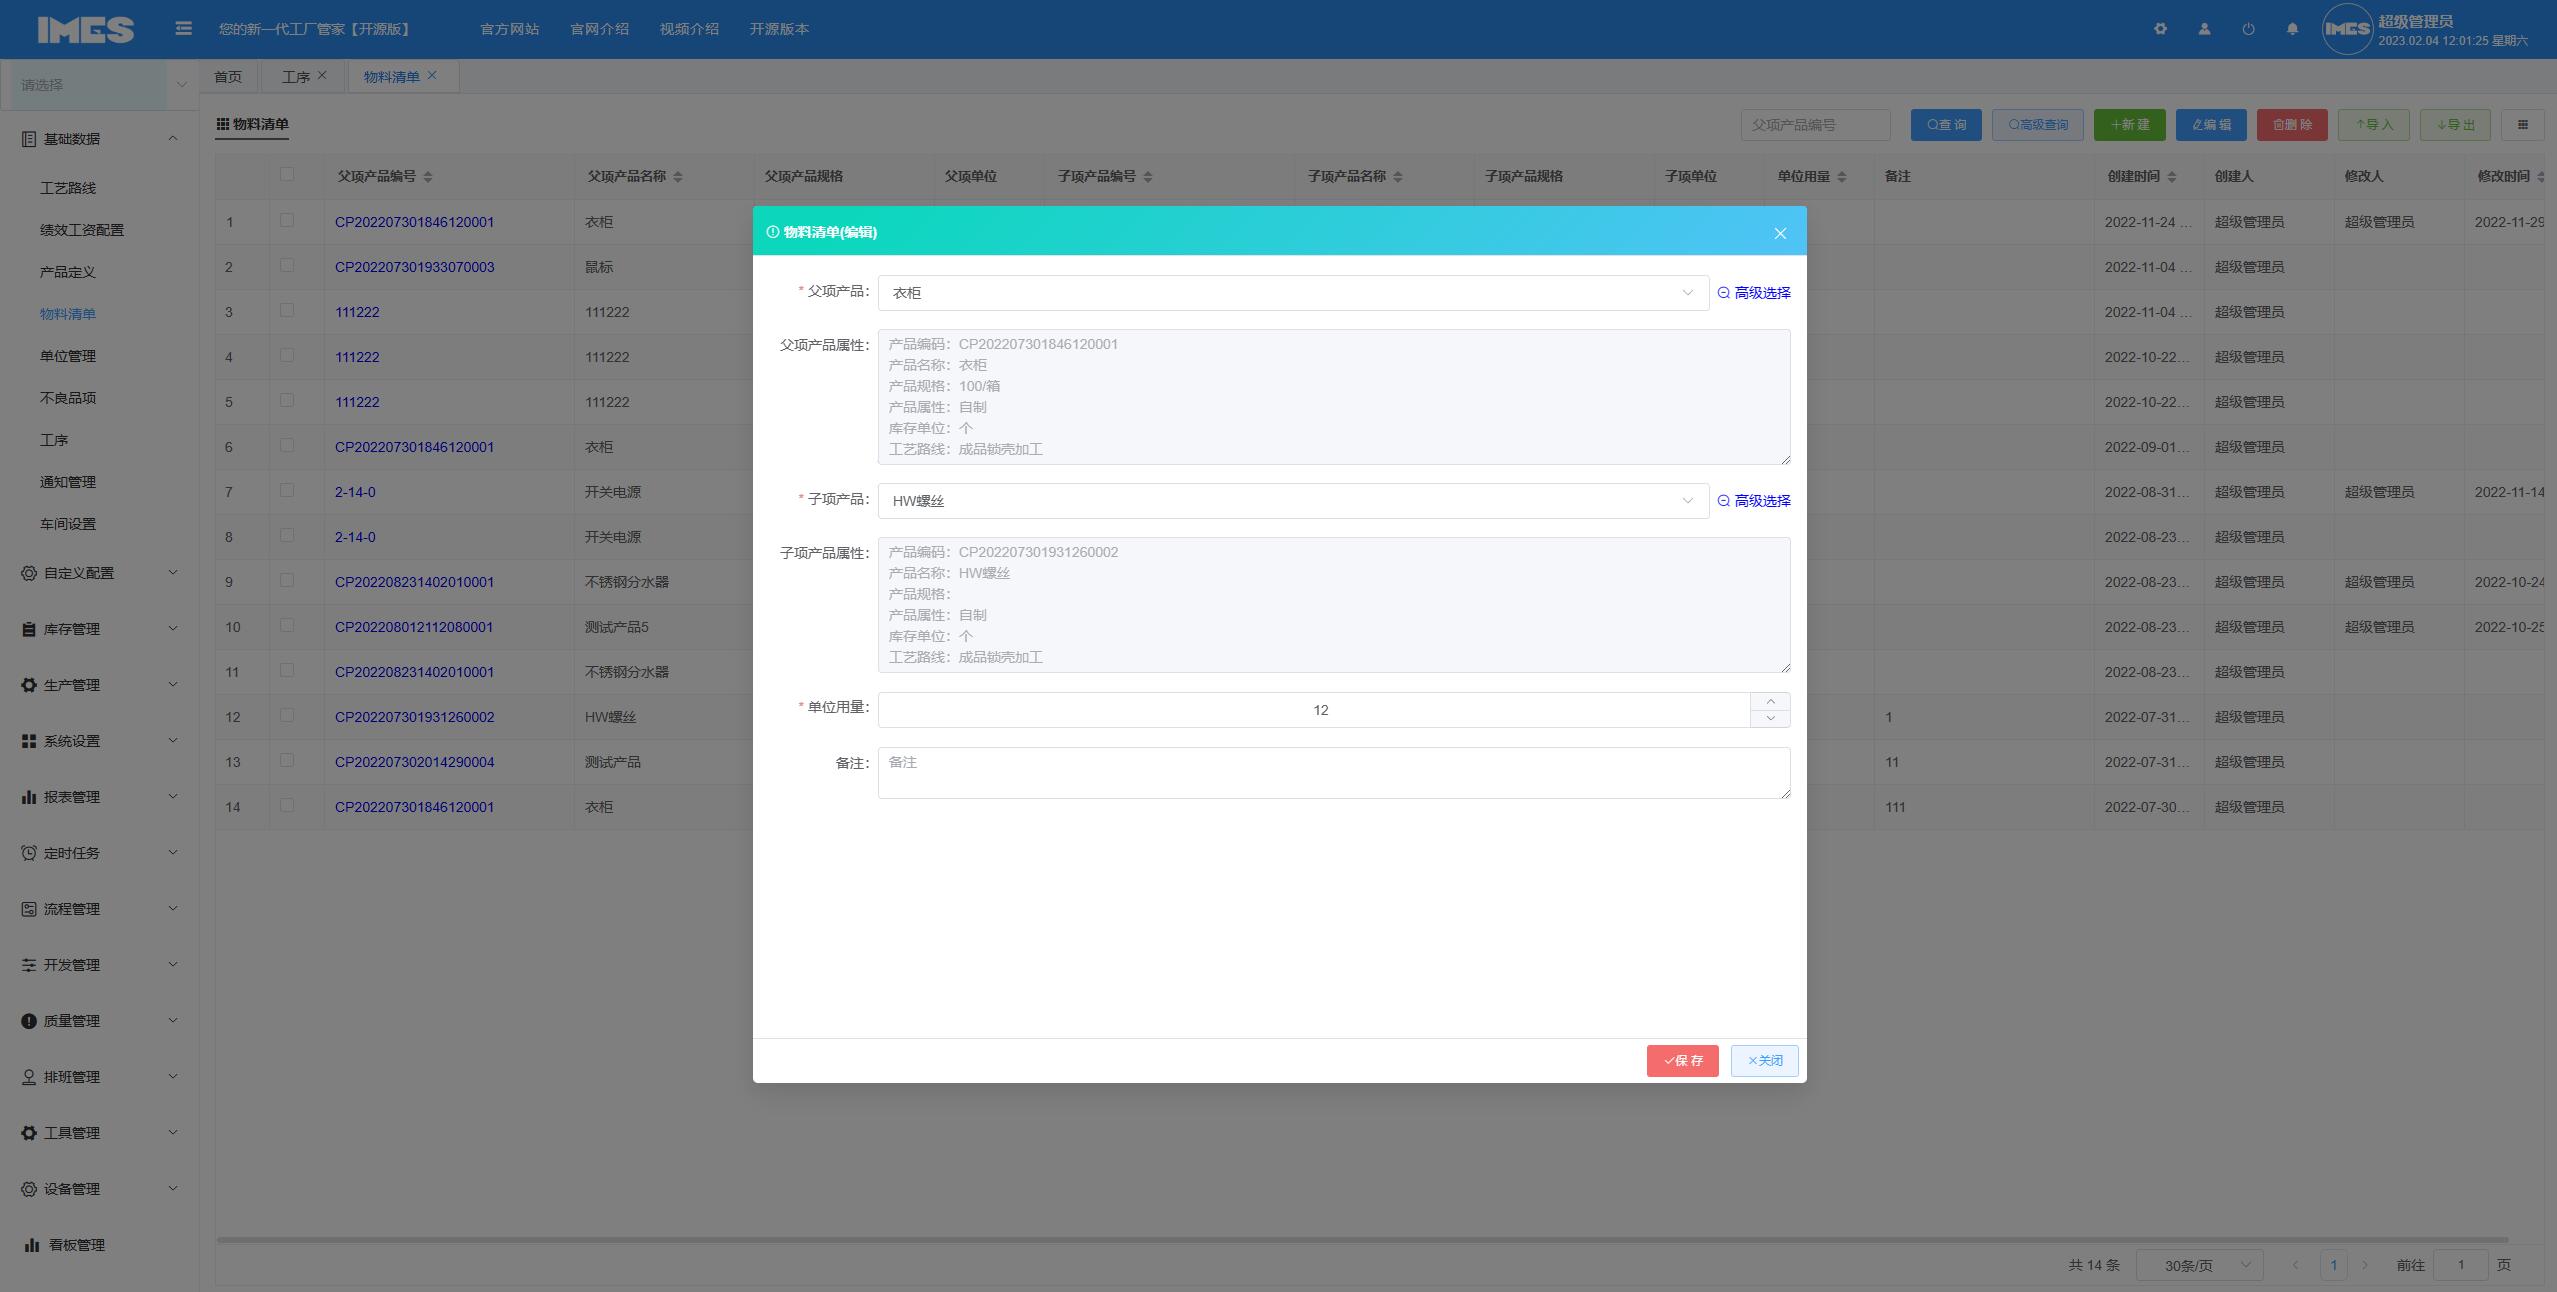 IMES
您的新一代工厂管家【开源版】
官方网站
官网介绍
视频介绍
开源版本
IMES
超级管理员
2023.02.04 12:01:25 星期六
请选择
首页
工序
物料清单
基础数据
工艺路线
绩效工资配置
产品定义
物料清单
单位管理
不良品项
工序
通知管理
车间设置
自定义配置
库存管理
生产管理
系统设置
报表管理
定时任务
流程管理
开发管理
质量管理
排班管理
工具管理
设备管理
看板管理
物料清单
父项产品编号
查 询
高级查询
新 建
编 辑
删 除
导 入
导 出
父项产品编号 父项产品名称 父项产品规格 父项单位 子项产品编号 子项产品名称 子项产品规格 子项单位 单位用量 备注 创建时间 创建人 修改人 修改时间
1 CP202207301846120001 衣柜 2022-11-24 ... 超级管理员 超级管理员 2022-11-29
2 CP202207301933070003 鼠标 2022-11-04 ... 超级管理员
3 111222 111222 2022-11-04 ... 超级管理员
4 111222 111222 2022-10-22... 超级管理员
5 111222 111222 2022-10-22... 超级管理员
6 CP202207301846120001 衣柜 2022-09-01... 超级管理员
7 2-14-0 开关电源 2022-08-31... 超级管理员 超级管理员 2022-11-14
8 2-14-0 开关电源 2022-08-23... 超级管理员
9 CP202208231402010001 不锈钢分水器 2022-08-23... 超级管理员 超级管理员 2022-10-24
10 CP202208012112080001 测试产品5 2022-08-23... 超级管理员 超级管理员 2022-10-25
11 CP202208231402010001 不锈钢分水器 2022-08-23... 超级管理员
12 CP202207301931260002 HW螺丝 1 2022-07-31... 超级管理员
13 CP202207302014290004 测试产品 11 2022-07-31... 超级管理员
14 CP202207301846120001 衣柜 111 2022-07-30... 超级管理员
物料清单(编辑)
* 父项产品： 衣柜 高级选择
父项产品属性： 产品编码：CP202207301846120001
产品名称：衣柜
产品规格：100/箱
产品属性：自制
库存单位：个
工艺路线：成品锁壳加工
* 子项产品： HW螺丝 高级选择
子项产品属性： 产品编码：CP202207301931260002
产品名称：HW螺丝
产品规格：
产品属性：自制
库存单位：个
工艺路线：成品锁壳加工
* 单位用量： 12
备注： 备注
保 存
关闭
共 14 条 30条/页 1 前往 1 页